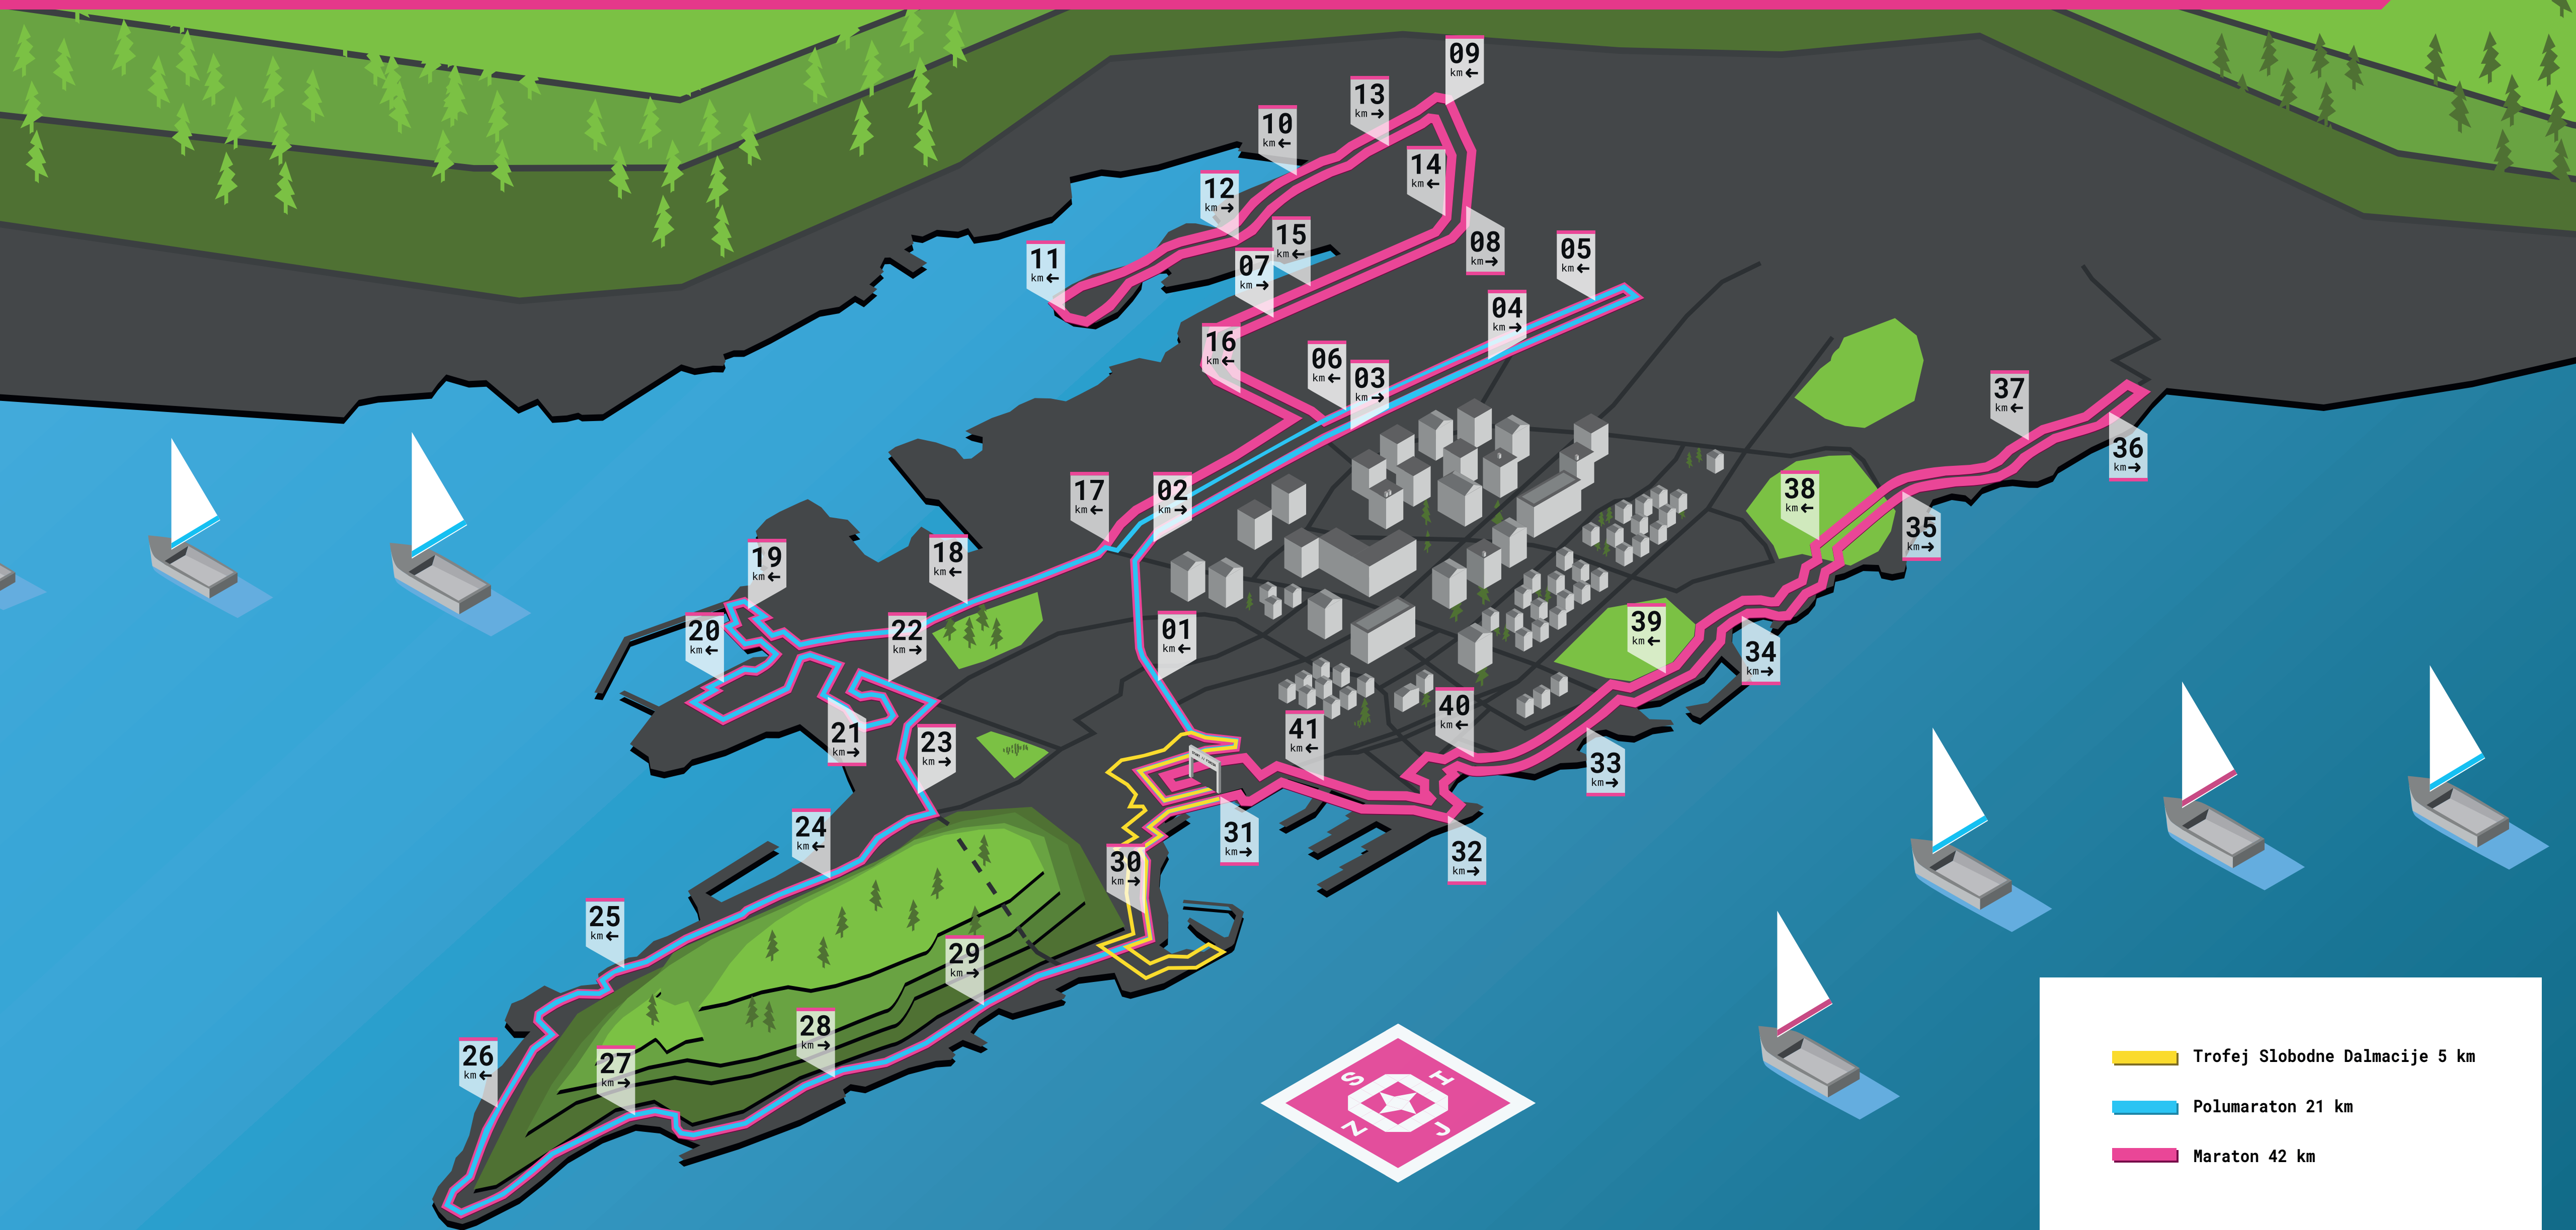 09
km←
13
km→
10
km←
14
km←
12
km→
15
km←
08
km→
05
km←
11
km←
07
km→
04
km→
16
km←
06
km←
03
km→
37
km←
36
km→
17
km←
02
km→
38
km←
35
km→
18
km←
19
km←
20
km←
22
km←
01
km←
39
km←
34
km→
21
km→
23
km→
41
km←
40
km←
33
km→
24
km←
31
km→
32
km→
30
km→
25
km←
29
km→
28
km→
26
km←
27
km→
S H
Z J
Trofej Slobodne Dalmacije 5 km
Polumaraton 21 km
Maraton 42 km